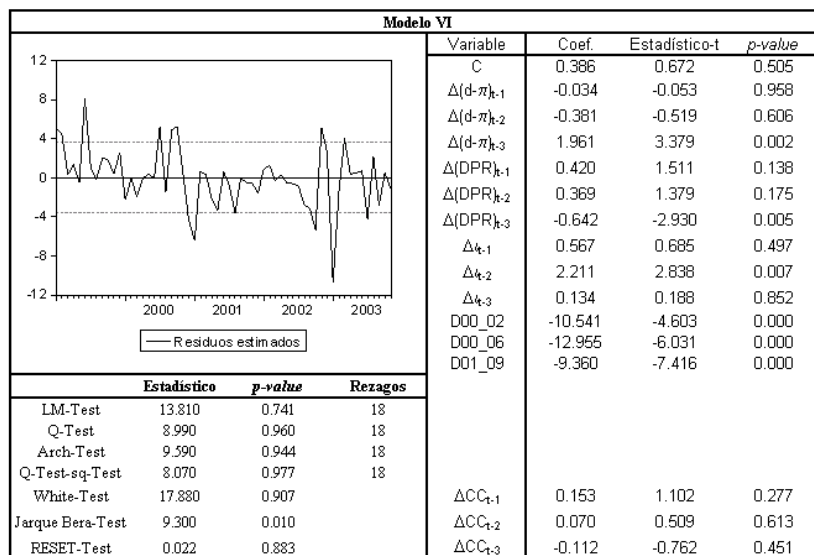 Modelo VI
12
8
4
0
-4
-8
-12
2000 2001 2002 2003
Residuos estimados
Variable Coef. Estadístico-t p-value
C 0.386 0.672 0.505
Δ(d-π)t-1 -0.034 -0.053 0.958
Δ(d-π)t-2 -0.381 -0.519 0.606
Δ(d-π)t-3 1.961 3.379 0.002
Δ(DPR)t-1 0.420 1.511 0.138
Δ(DPR)t-2 0.369 1.379 0.175
Δ(DPR)t-3 -0.642 -2.930 0.005
Δit-1 0.567 0.685 0.497
Δit-2 2.211 2.838 0.007
Δit-3 0.134 0.188 0.852
D00_02 -10.541 -4.603 0.000
D00_06 -12.955 -6.031 0.000
D01_09 -9.360 -7.416 0.000
Estadístico p-value Rezagos
LM-Test 13.810 0.741 18
Q-Test 8.990 0.960 18
Arch-Test 9.590 0.944 18
Q-Test-sq-Test 8.070 0.977 18
White-Test 17.880 0.907
Jarque Bera-Test 9.300 0.010
RESET-Test 0.022 0.883
ΔCCt-1 0.153 1.102 0.277
ΔCCt-2 0.070 0.509 0.613
ΔCCt-3 -0.112 -0.762 0.451